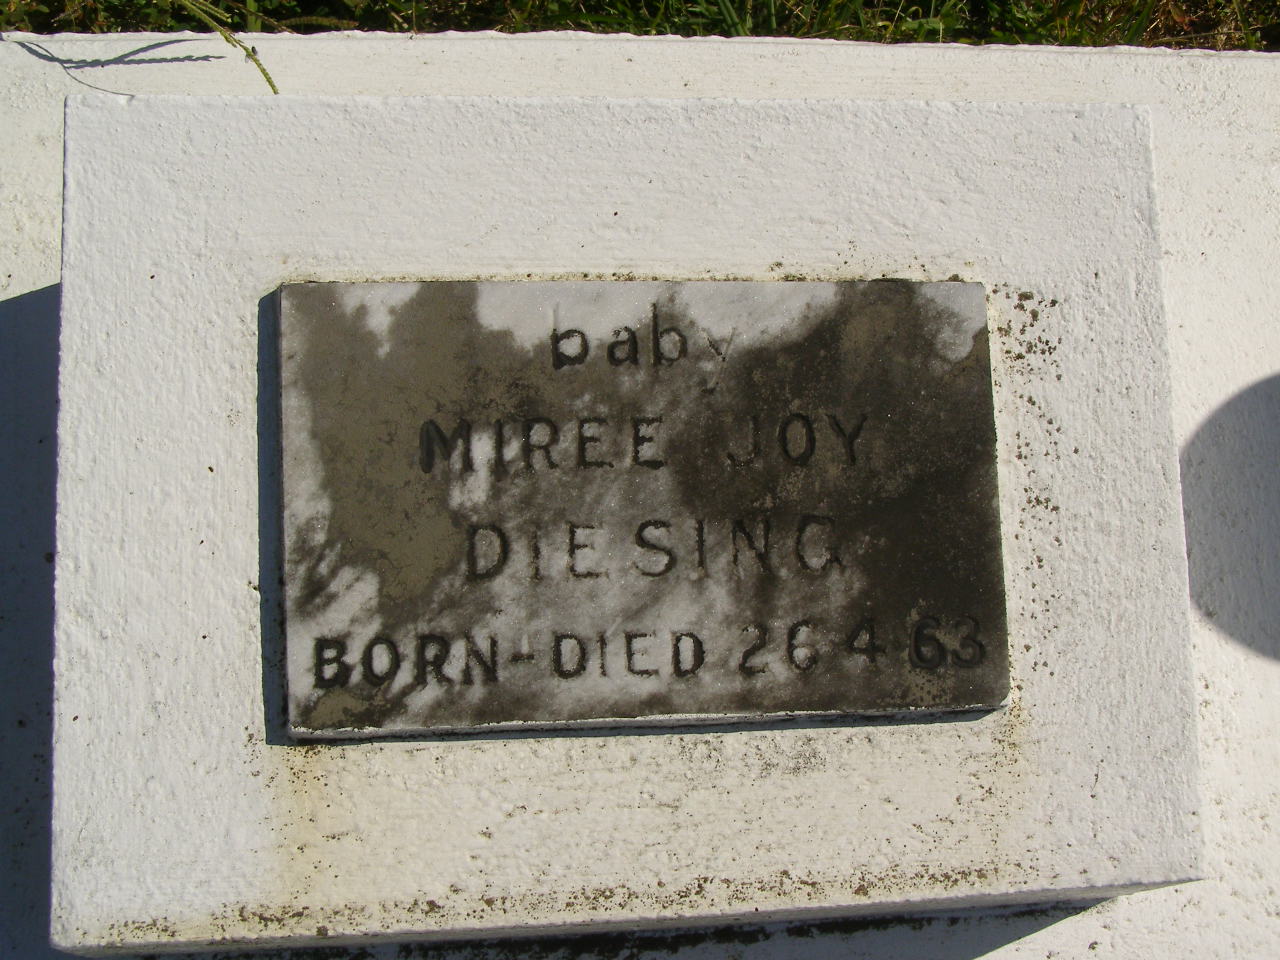 baby
MIREE JOY
DIESING
BORN-DIED 26 4 63